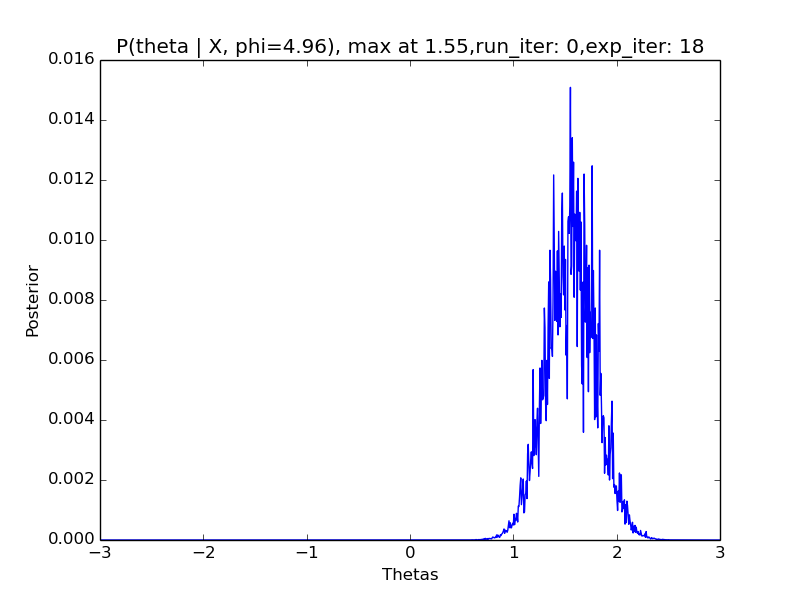 P(theta | X, phi=4.96), max at 1.55,run_iter: 0,exp_iter: 18
0.016
0.014
0.012
0.010
0.008
0.006
0.004
0.002
0.000
Posterior
−3 −2 −1 0 1 2 3
Thetas